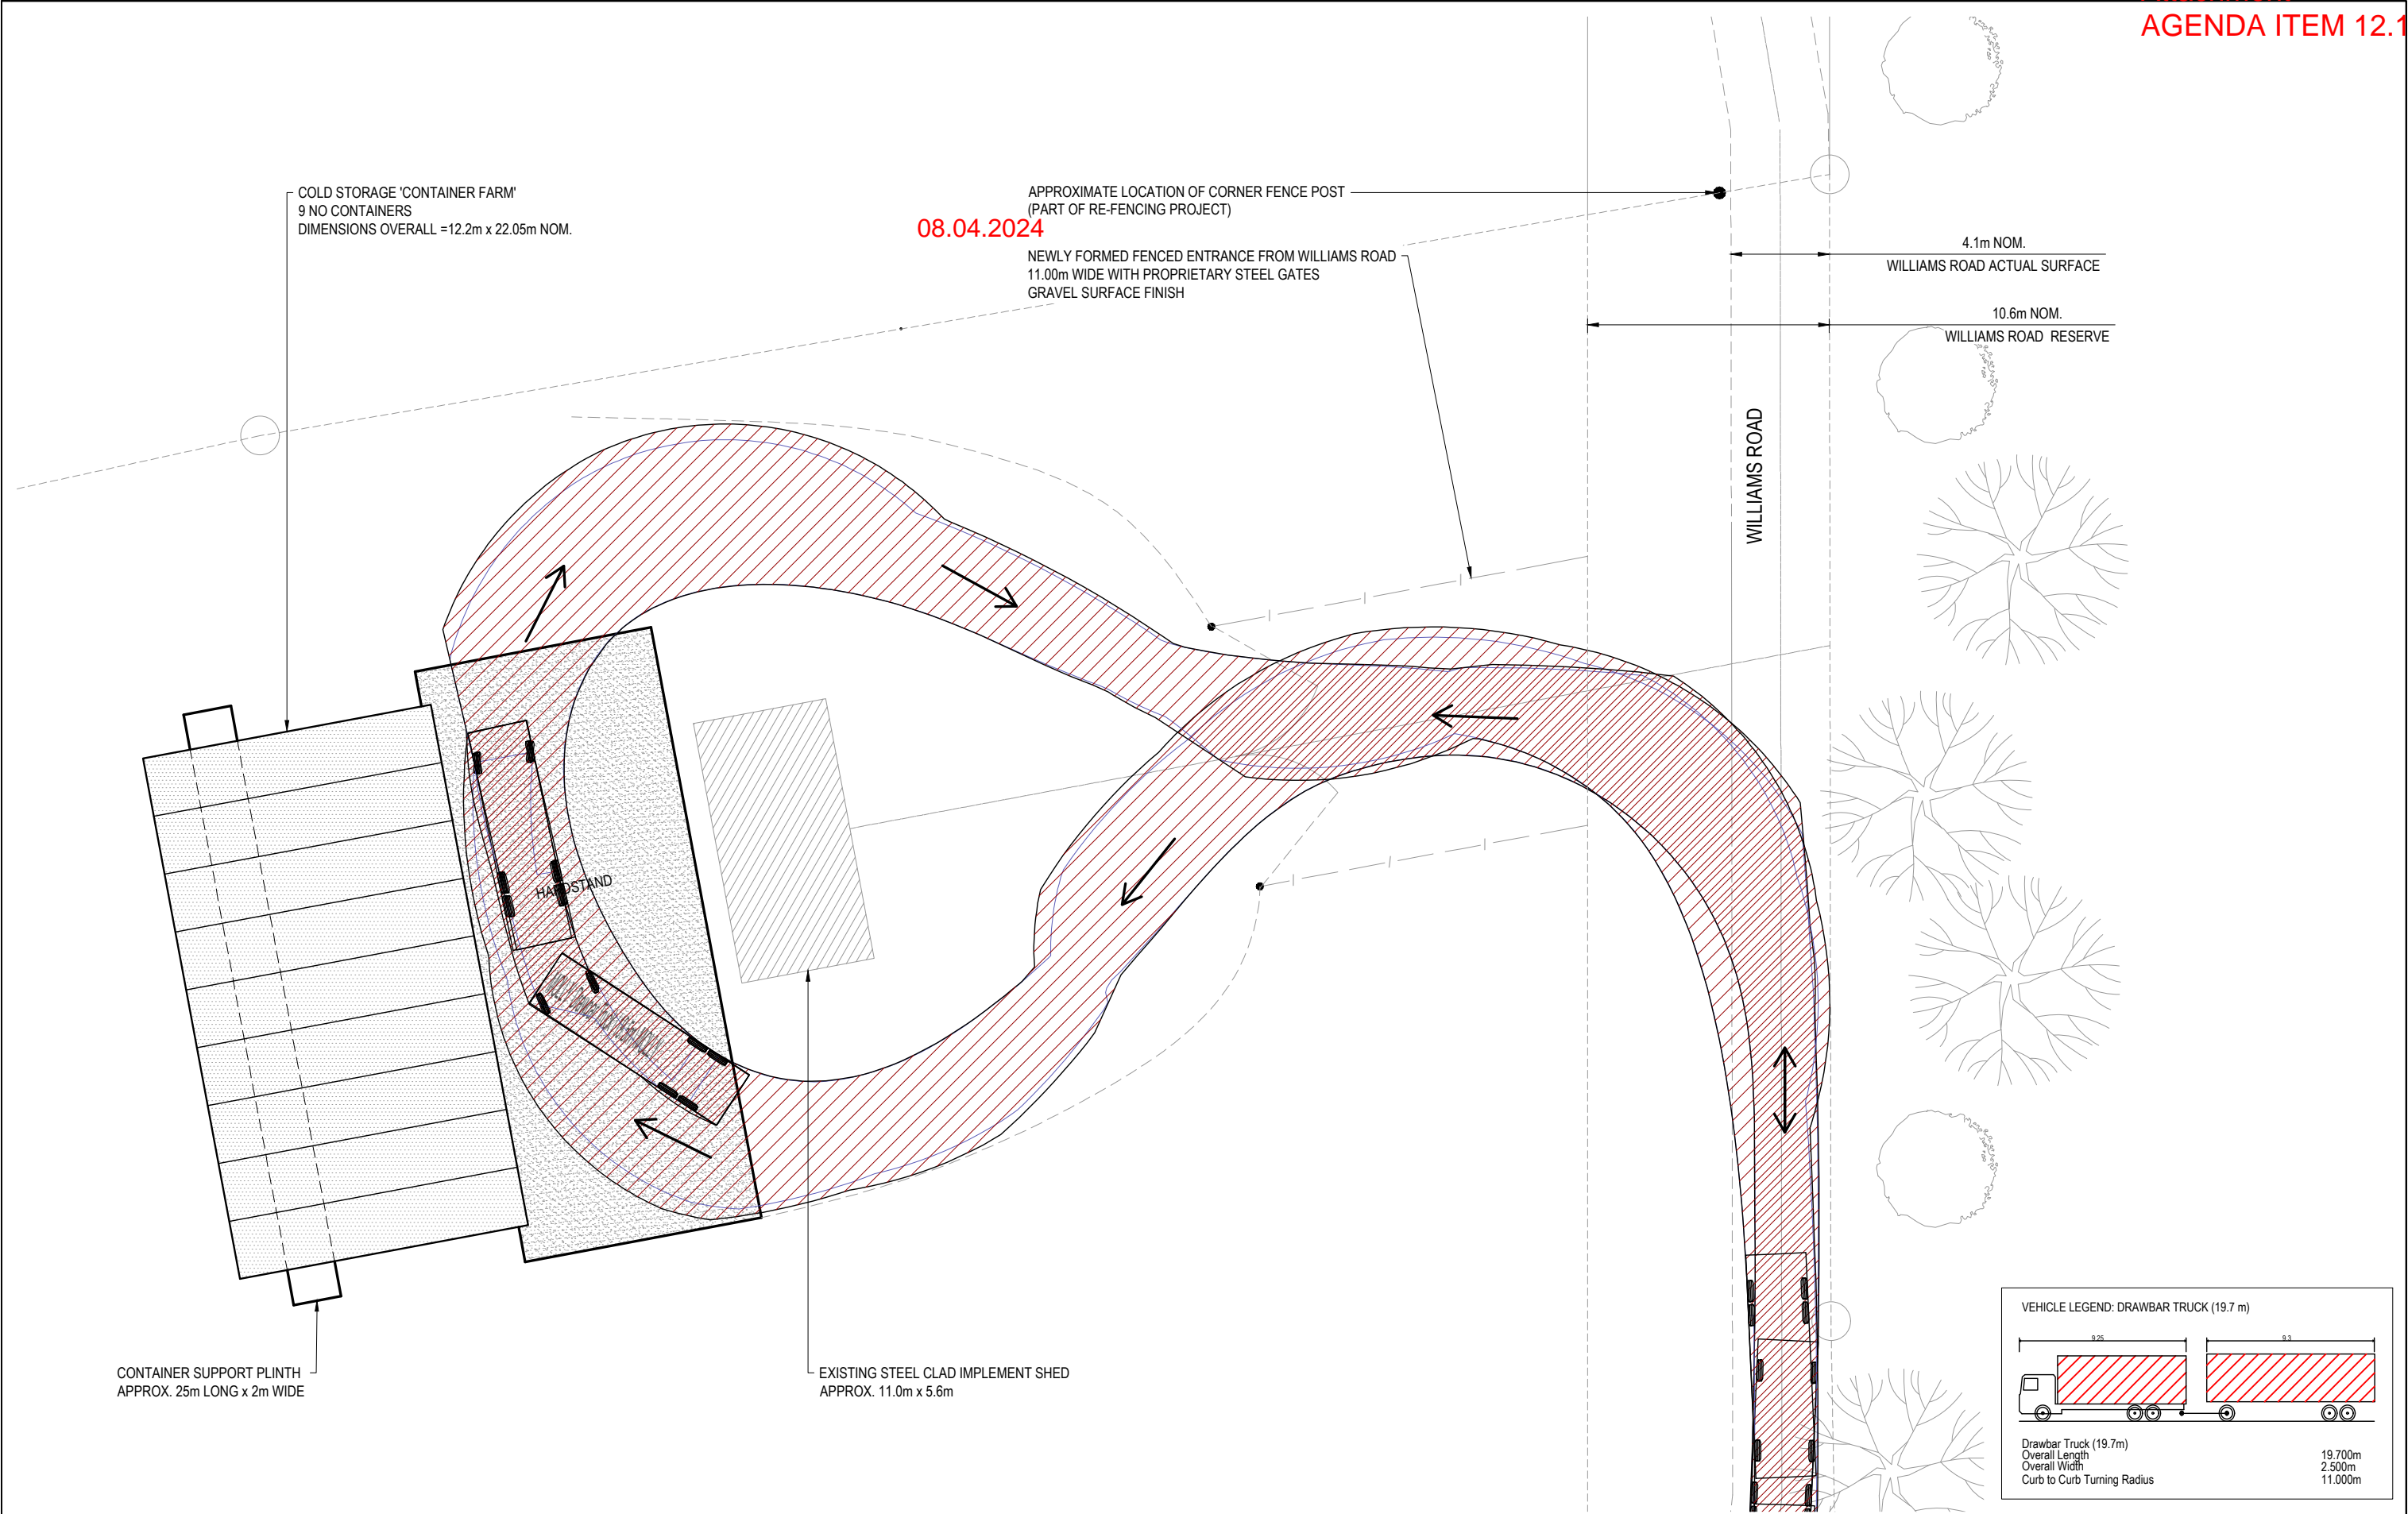 AGENDA ITEM 12.1
COLD STORAGE 'CONTAINER FARM'
9 NO CONTAINERS
DIMENSIONS OVERALL =12.2m x 22.05m NOM.
08.04.2024
APPROXIMATE LOCATION OF CORNER FENCE POST
(PART OF RE-FENCING PROJECT)
NEWLY FORMED FENCED ENTRANCE FROM WILLIAMS ROAD
11.00m WIDE WITH PROPRIETARY STEEL GATES
GRAVEL SURFACE FINISH
4.1m NOM.
WILLIAMS ROAD ACTUAL SURFACE
10.6m NOM.
WILLIAMS ROAD RESERVE
WILLIAMS ROAD
HARDSTAND
CONTAINER SUPPORT PLINTH
APPROX. 25m LONG x 2m WIDE
EXISTING STEEL CLAD IMPLEMENT SHED
APPROX. 11.0m x 5.6m
VEHICLE LEGEND: DRAWBAR TRUCK (19.7 m)
9.25
9.3
Drawbar Truck (19.7m)
Overall Length 19.700m
Overall Width 2.500m
Curb to Curb Turning Radius 11.000m